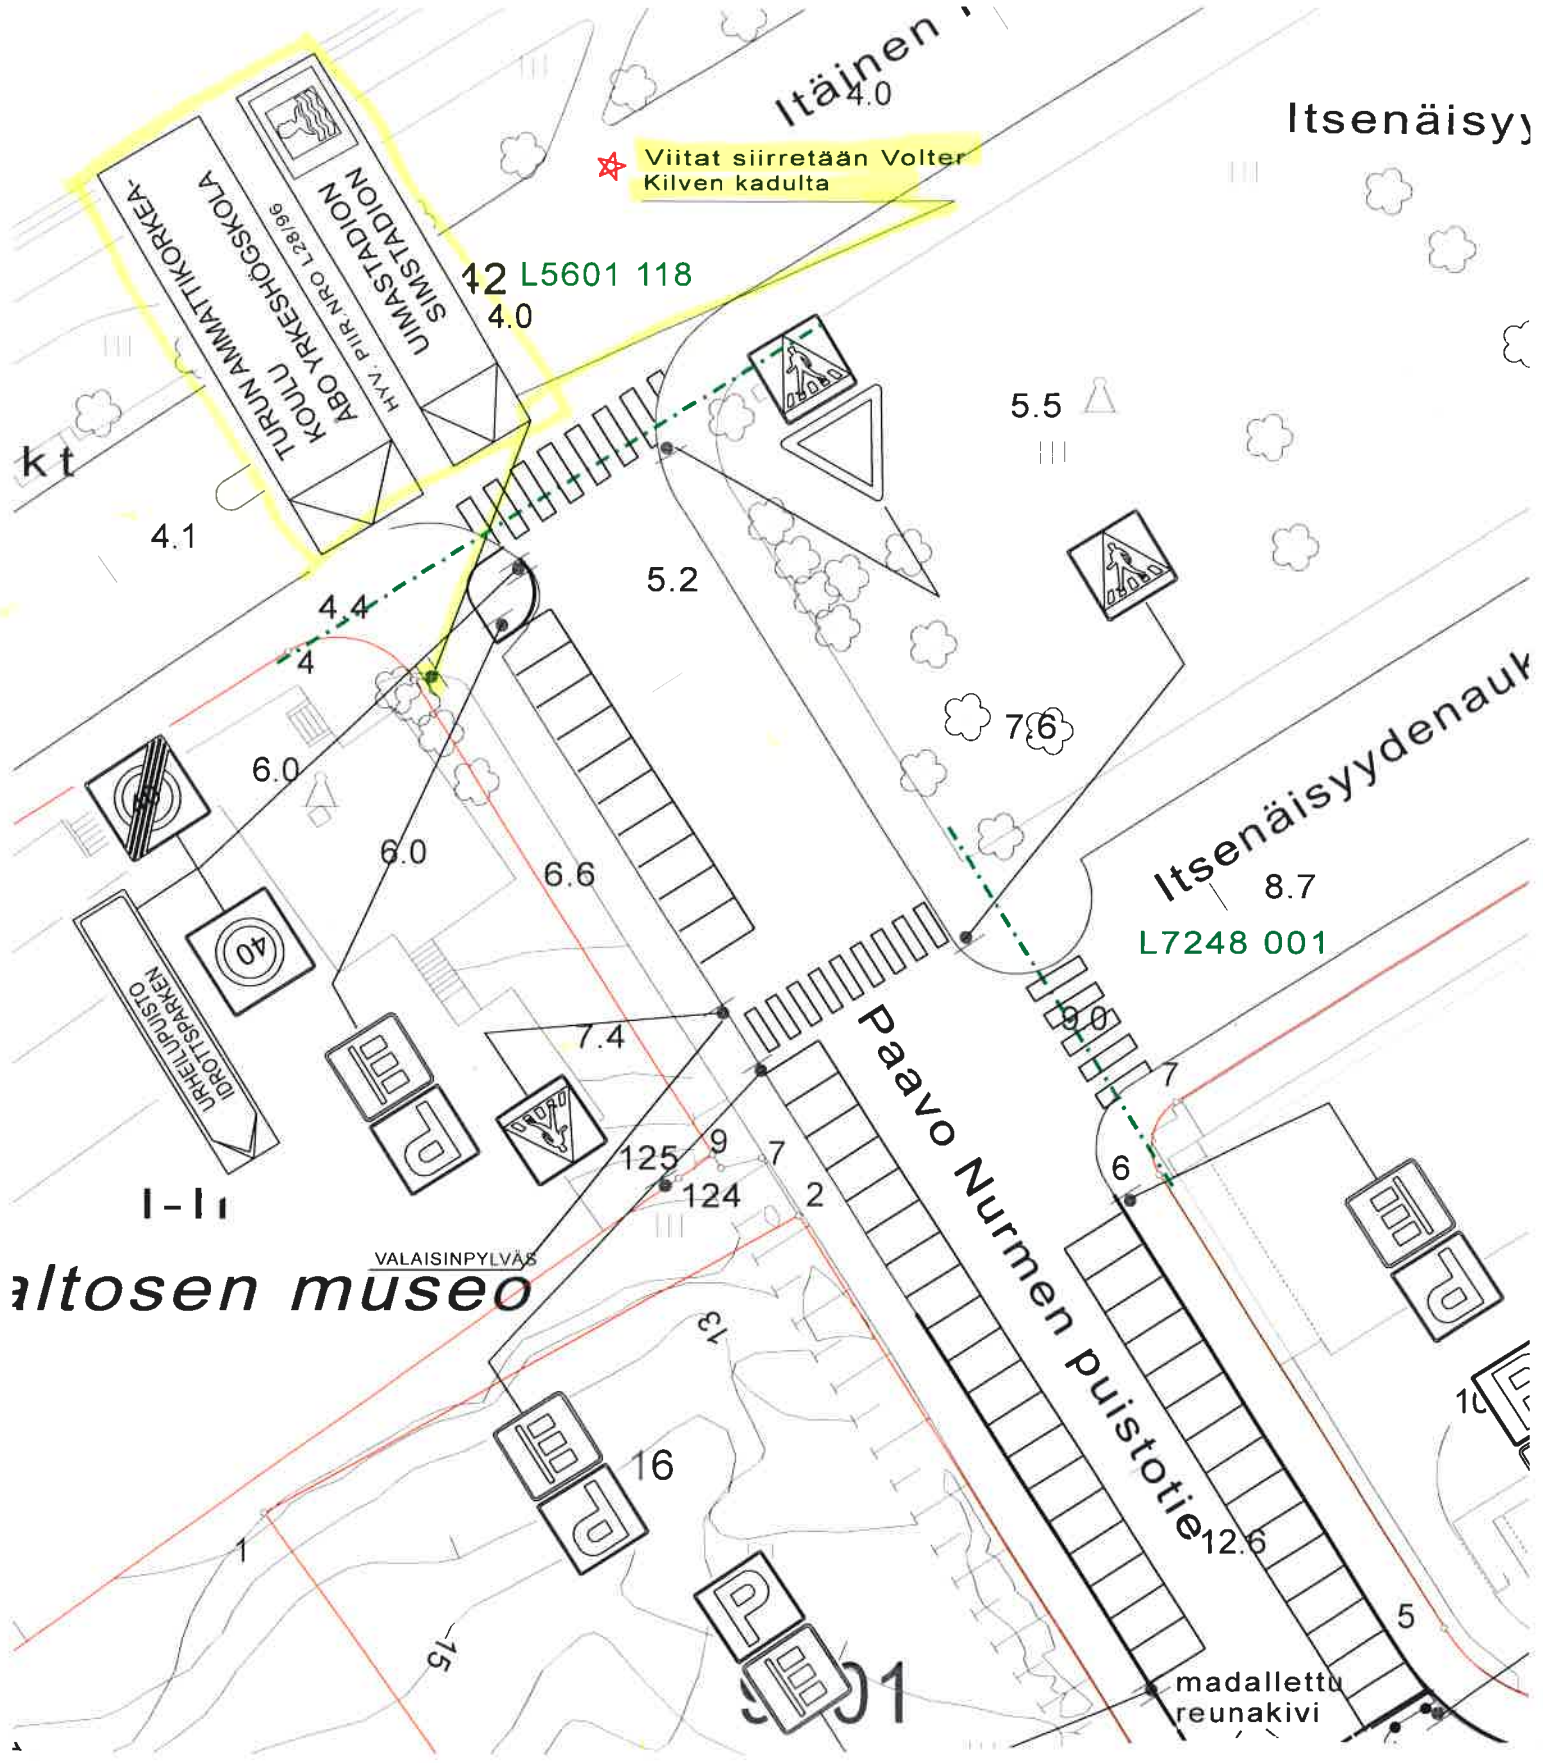 Itäinen
4.0
Itsenäisyy
Viitat siirretään Volter
Kilven kadulta
TURUN AMMATTIKORKEA-
KOULU
ÅBO YRKESHÖGSKOLA
HYV. PIIR.NRO L28/96
UIMASTADION
SIMSTADION
42 L5601 118
4.0
5.5
kt
4.1
5.2
4.4
4
7.6
6.0
6.0
6.6
Itsenäisyydenauk
8.7
L7248 001
40
URHEILUPUISTO
IDROTTSPARKEN
7.4
9.0
7
P
125
9
7
124
2
6
Paavo Nurmen puistotie
P
VALAISINPYLVÄS
altosen museo
13
16
P
10
1
12.6
15
P
5
01
madallettu
reunakivi